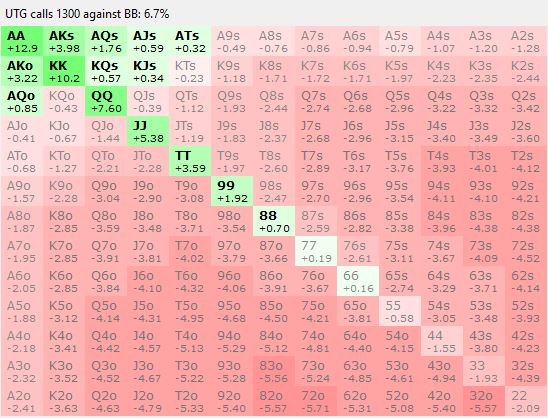 UTG calls 1300 against BB: 6.7%
AA AKs AQs AJs ATs A9s A8s A7s A6s A5s A4s A3s A2s
+12.9 +3.98 +1.76 +0.59 +0.32 -0.49 -0.76 -0.86 -0.94 -0.79 -1.07 -1.20 -1.28
AKo KK KQs KJs KTs K9s K8s K7s K6s K5s K4s K3s K2s
+3.22 +10.2 +0.57 +0.34 -0.23 -1.18 -1.71 -1.72 -1.71 -1.97 -2.23 -2.35 -2.44
AQo KQo QQ QJs QTs Q9s Q8s Q7s Q6s Q5s Q4s Q3s Q2s
+0.85 -0.43 +7.60 -0.39 -1.12 -1.93 -2.44 -2.74 -2.68 -2.96 -3.22 -3.32 -3.42
AJo KJo QJo JJ JTs J9s J8s J7s J6s J5s J4s J3s J2s
-0.41 -0.67 -1.44 +5.38 -1.19 -1.83 -2.37 -2.68 -2.96 -3.15 -3.40 -3.49 -3.60
ATo KTo QTo JTo TT T9s T8s T7s T6s T5s T4s T3s T2s
-0.68 -1.27 -2.21 -2.28 +3.59 -1.97 -2.60 -2.89 -3.17 -3.76 -3.93 -4.01 -4.12
A9o K9o Q9o J9o T9o 99 98s 97s 96s 95s 94s 93s 92s
-1.57 -2.28 -3.04 -2.90 -3.08 +1.92 -2.47 -2.70 -2.96 -3.54 -4.11 -4.10 -4.21
A8o K8o Q8o J8o T8o 98o 88 87s 86s 85s 84s 83s 82s
-1.87 -2.85 -3.59 -3.48 -3.71 -3.54 +0.70 -2.59 -2.82 -3.38 -3.96 -4.38 -4.38
A7o K7o Q7o J7o T7o 97o 87o 77 76s 75s 74s 73s 72s
-1.95 -2.85 -3.91 -3.81 -4.02 -3.79 -3.66 +0.19 -2.61 -3.11 -3.67 -4.09 -4.52
A6o K6o Q6o J6o T6o 96o 86o 76o 66 65s 64s 63s 62s
-2.05 -2.85 -3.84 -4.10 -4.32 -4.06 -3.91 -3.67 +0.16 -2.74 -3.29 -3.71 -4.14
A5o K5o Q5o J5o T5o 95o 85o 75o 65o 55 54s 53s 52s
-1.88 -3.12 -4.14 -4.31 -4.95 -4.68 -4.50 -4.21 -3.81 -0.58 -3.05 -3.48 -3.93
A4o K4o Q4o J4o T4o 94o 84o 74o 64o 54o 44 43s 42s
-2.18 -3.41 -4.42 -4.57 -5.13 -5.29 -5.12 -4.81 -4.40 -4.15 -1.55 -3.80 -4.23
A3o K3o Q3o J3o T3o 93o 83o 73o 63o 53o 43o 33 32s
-2.32 -3.52 -4.52 -4.67 -5.22 -5.28 -5.56 -5.24 -4.85 -4.61 -4.94 -1.93 -4.39
A2o K2o Q2o J2o T2o 92o 82o 72o 62o 52o 42o 32o 22
-2.41 -3.63 -4.63 -4.79 -5.33 -5.40 -5.57 -5.71 -5.31 -5.08 -5.40 -5.56 -2.09